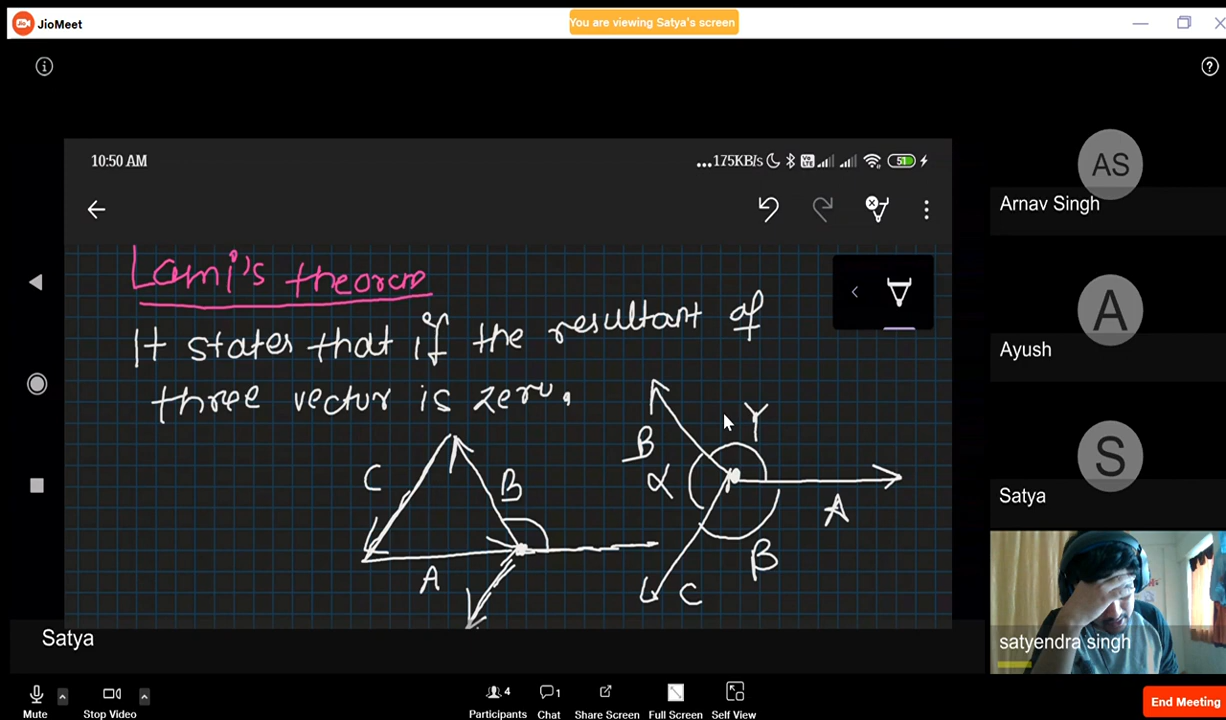 JioMeet
You are viewing Satya's screen
10:50 AM
...175KB/s
51
Lami's theorem
It states that if the resultant of
three vector is zero.
C
B
A
B
α
γ
A
β
C
AS
Arnav Singh
A
Ayush
S
Satya
satyendra singh
Satya
Mute
Stop Video
4
Participants
1
Chat
Share Screen
Full Screen
Self View
End Meeting